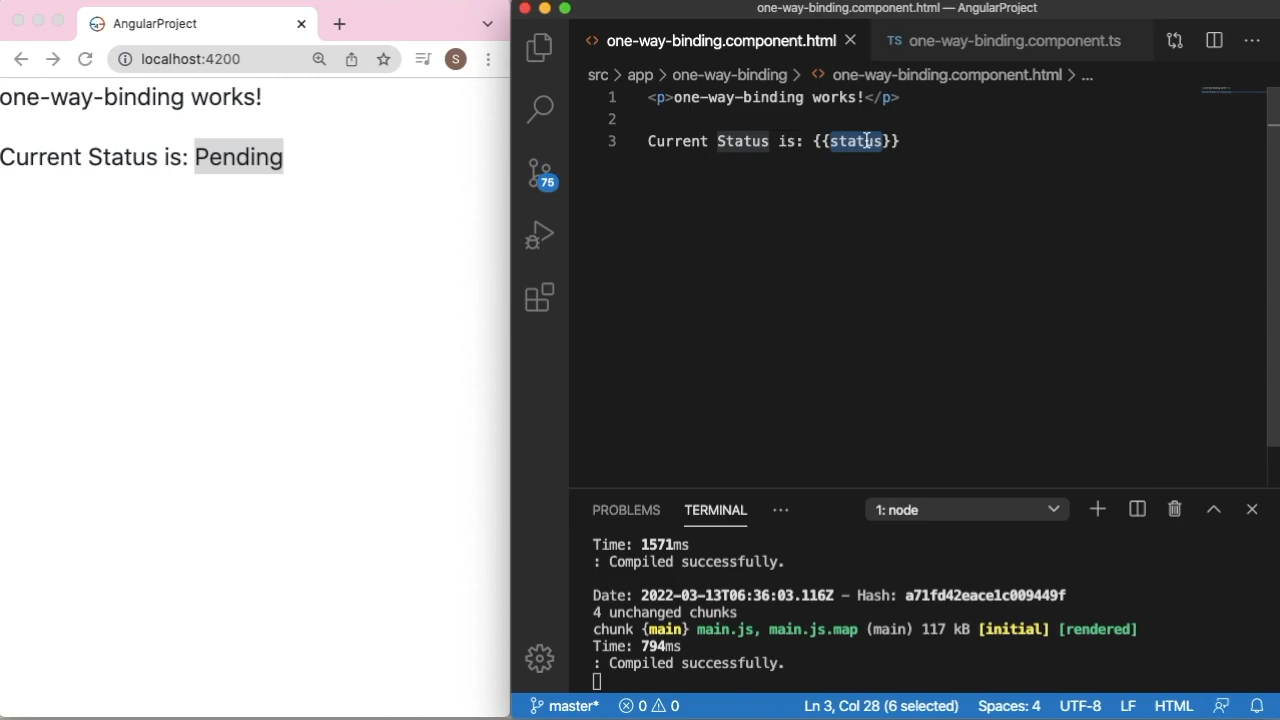 AngularProject
localhost:4200
S
one-way-binding works!
Current Status is: Pending
one-way-binding.component.html — AngularProject
one-way-binding.component.html
TS one-way-binding.component.ts
src > app > one-way-binding > one-way-binding.component.html > ...
1 <p>one-way-binding works!</p>
2
3 Current Status is: {{status}}
75
PROBLEMS TERMINAL ... 1: node
Time: 1571ms
: Compiled successfully.
Date: 2022-03-13T06:36:03.116Z - Hash: a71fd42eace1c009449f
4 unchanged chunks
chunk {main} main.js, main.js.map (main) 117 kB [initial] [rendered]
Time: 794ms
: Compiled successfully.
master* 0 0 Ln 3, Col 28 (6 selected) Spaces: 4 UTF-8 LF HTML